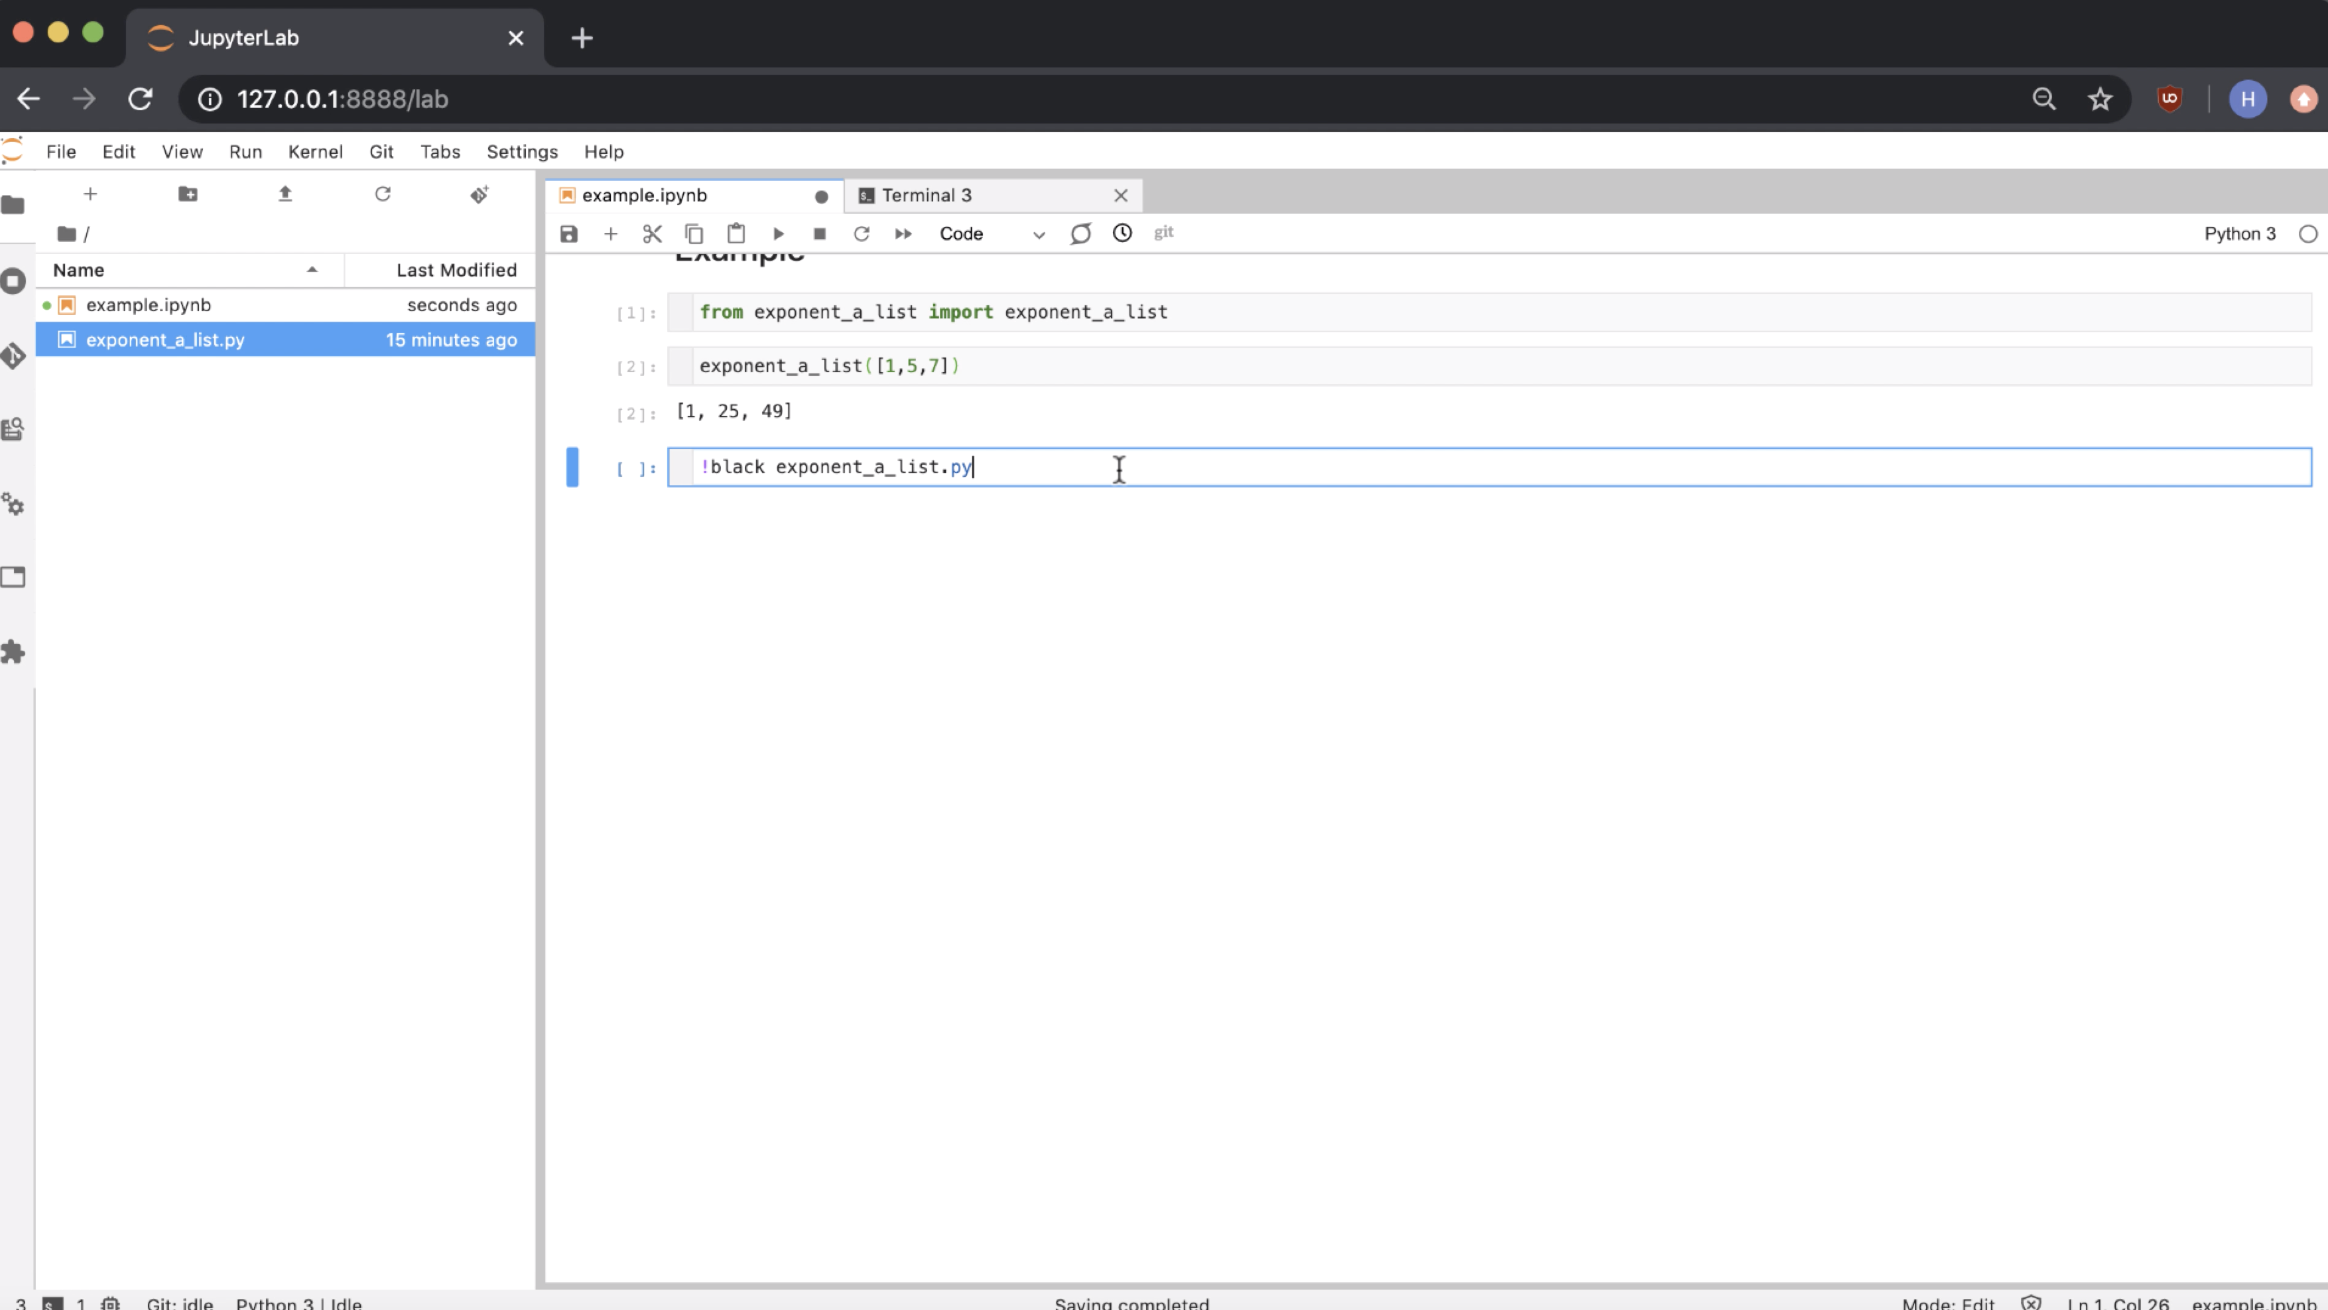 JupyterLab
127.0.0.1:8888/lab
H
File Edit View Run Kernel Git Tabs Settings Help
example.ipynb Terminal 3
/
Code git Python 3
Name Last Modified
example.ipynb seconds ago
exponent_a_list.py 15 minutes ago
Example
[1]: from exponent_a_list import exponent_a_list
[2]: exponent_a_list([1,5,7])
[2]: [1, 25, 49]
[ ]: !black exponent_a_list.py
3 1 Git: idle Python 3 | Idle Saving completed Mode: Edit Ln 1, Col 26 example.ipynb